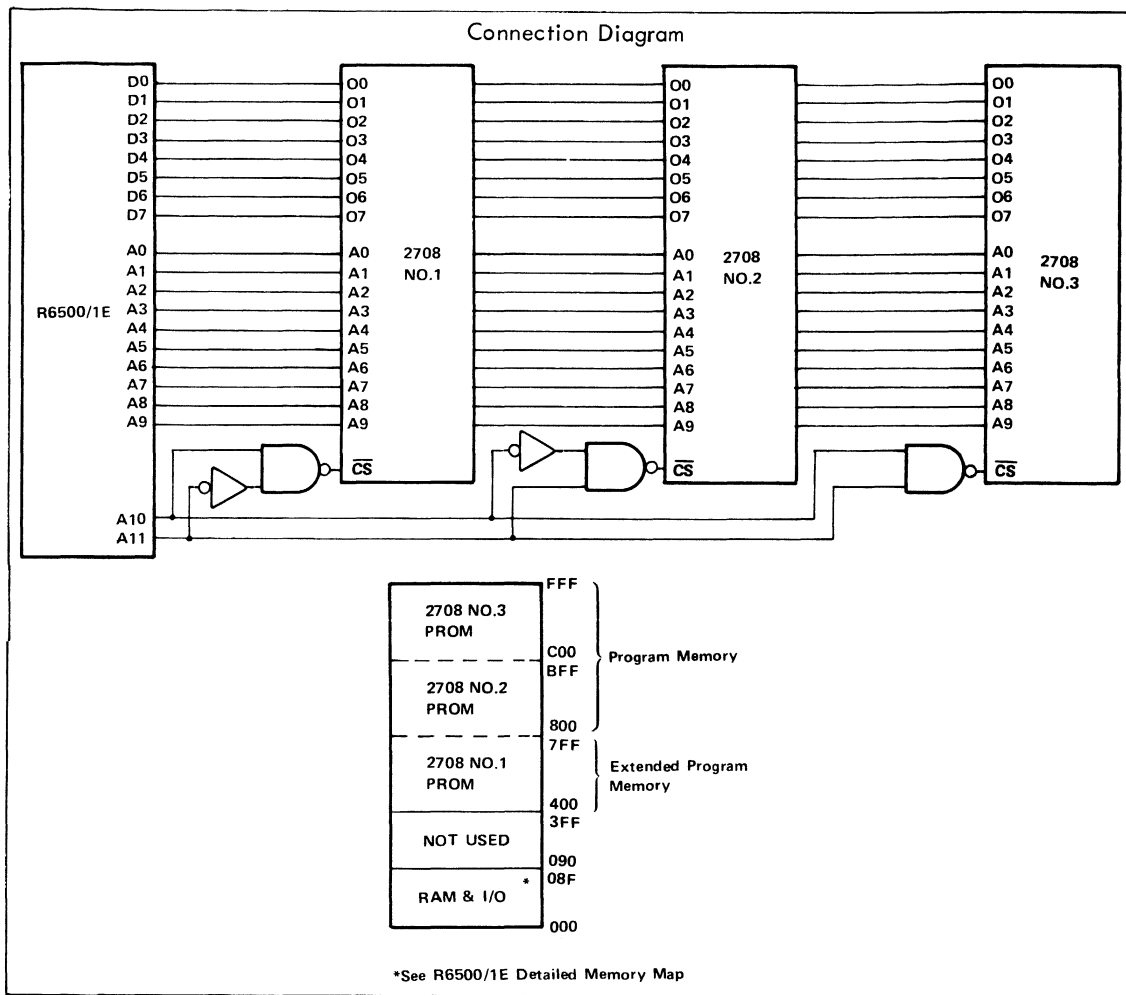 Connection Diagram
R6500/1E
D0
D1
D2
D3
D4
D5
D6
D7
A0
A1
A2
A3
A4
A5
A6
A7
A8
A9
A10
A11
O0
O1
O2
O3
O4
O5
O6
O7
A0
A1
A2
A3
A4
A5
A6
A7
A8
A9
CS
2708
NO.1
O0
O1
O2
O3
O4
O5
O6
O7
A0
A1
A2
A3
A4
A5
A6
A7
A8
A9
CS
2708
NO.2
O0
O1
O2
O3
O4
O5
O6
O7
A0
A1
A2
A3
A4
A5
A6
A7
A8
A9
CS
2708
NO.3
2708 NO.3
PROM
FFF
C00
2708 NO.2
PROM
BFF
800
Program Memory
2708 NO.1
PROM
7FF
400
Extended Program
Memory
NOT USED
3FF
090
RAM & I/O *
08F
000
*See R6500/1E Detailed Memory Map